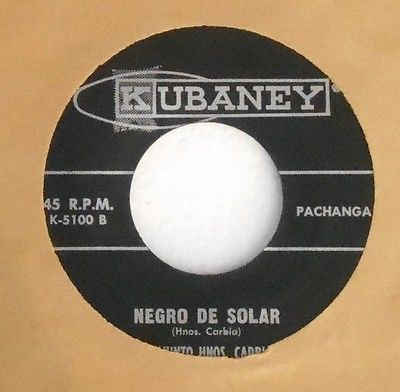 KUBANEY
45 R.P.M.
K-5100 B
PACHANGA
NEGRO DE SOLAR
(Hnos. Carbia)
HNOS.